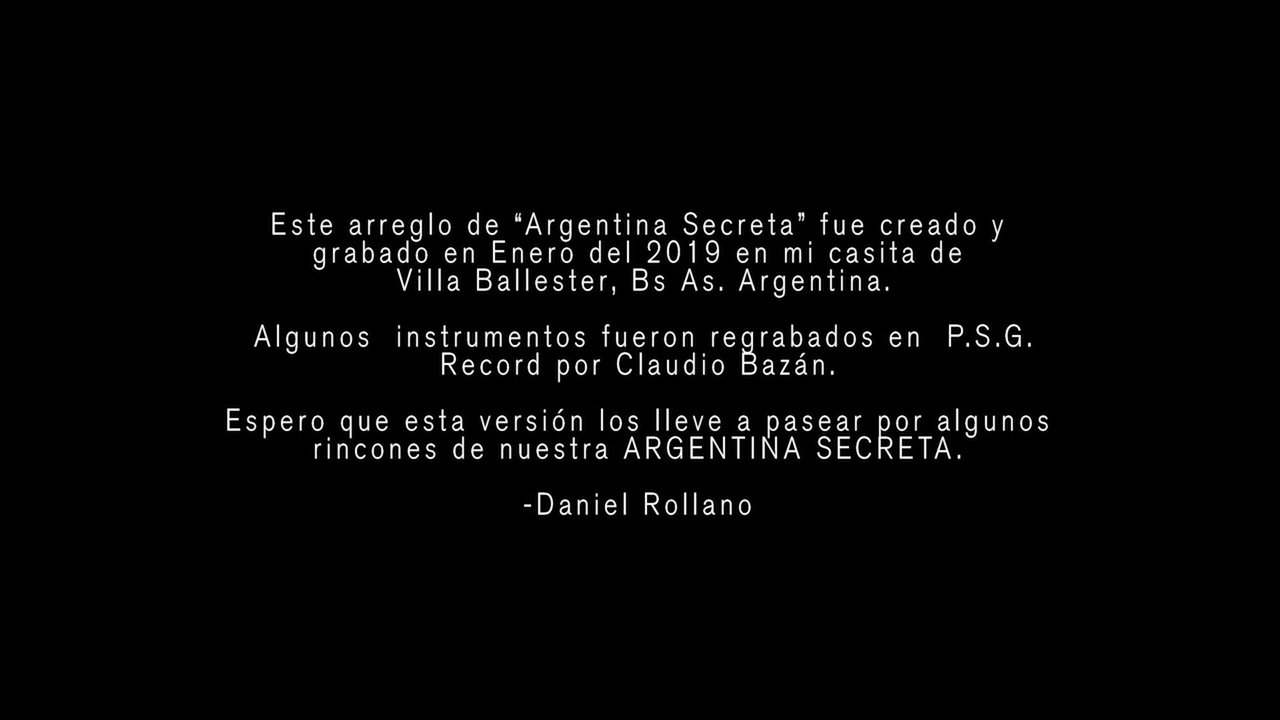 Este arreglo de “Argentina Secreta” fue creado y
grabado en Enero del 2019 en mi casita de
Villa Ballester, Bs As. Argentina.
Algunos  instrumentos fueron regrabados en  P.S.G.
Record por Claudio Bazán.
Espero que esta versión los lleve a pasear por algunos
rincones de nuestra ARGENTINA SECRETA.
-Daniel Rollano